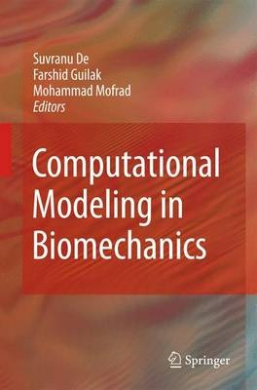 Suvranu De
Farshid Guilak
Mohammad Mofrad
Editors
Computational
Modeling in
Biomechanics
Springer